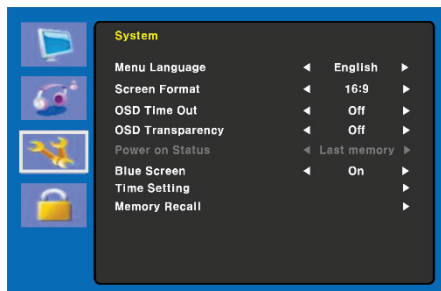 System
Menu Language ◀ English ▶
Screen Format ◀ 16:9 ▶
OSD Time Out ◀ Off ▶
OSD Transparency ◀ Off ▶
Power on Status ◀ Last memory ▶
Blue Screen ◀ On ▶
Time Setting ▶
Memory Recall ▶